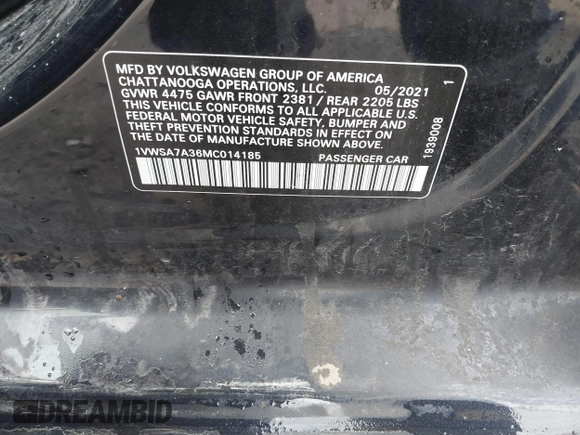 MFD BY VOLKSWAGEN GROUP OF AMERICA
CHATTANOOGA OPERATIONS, LLC. 05/2021 1
GVWR 4475 GAWR FRONT 2381 / REAR 2205 LBS
THIS VEHICLE CONFORMS TO ALL APPLICABLE U.S.
FEDERAL MOTOR VEHICLE SAFETY, BUMPER AND
THEFT PREVENTION STANDARDS IN EFFECT ON
THE DATE OF MANUFACTURE SHOWN ABOVE.
1VWSA7A36MC014185 PASSENGER CAR
1939008
DREAMBID